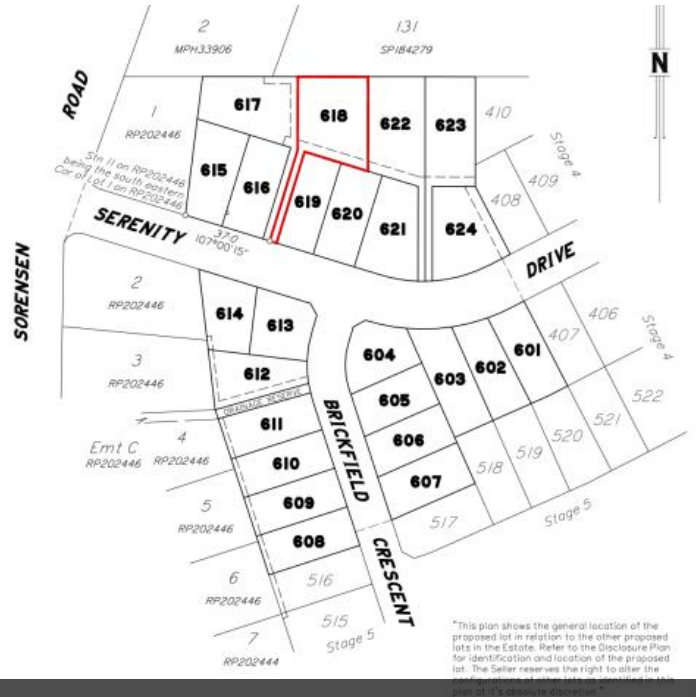 2
MPH33906
131
SP184279
N
ROAD
617
618
622
623
410
1
RP202446
Stage 4
Stn II on RP202446
being the south eastern
Cor of Lot 1 on RP202446
615
616
619
620
621
624
408
409
SERENITY
37·0
107°00'15"
DRIVE
SORENSEN
2
RP202446
614
613
604
603
602
601
407
406
Stage 4
3
RP202446
612
DRAINAGE RESERVE
605
522
611
BRICKFIELD
606
521
Emt C
RP202446
4
RP202446
610
520
519
518
607
5
RP202446
609
517
Stage 5
608
CRESCENT
6
RP202446
516
515
Stage 5
7
RP202444
"This plan shows the general location of the
proposed lot in relation to the other proposed
lots in the Estate. Refer to the Disclosure Plan
for identification and location of the proposed
lot. The Seller reserves the right to alter the
configurations of other lots as identified in this
plan at it's absolute discretion."